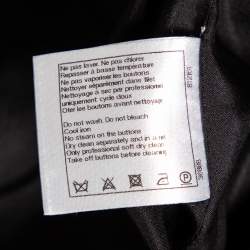 Ne pas laver. Ne pas chlorer
Repasser à basse température
Ne pas vaporiser les boutons
Nettoyer séparément dans filet
Nettoyage à sec par professionnel
uniquement cycle doux
Oter les boutons avant nettoyage
Do not wash. Do not bleach
Cool iron
No steam on the buttons
Dry clean separately and in a net
Only professional soft dry clean
Take off buttons before cleaning
P